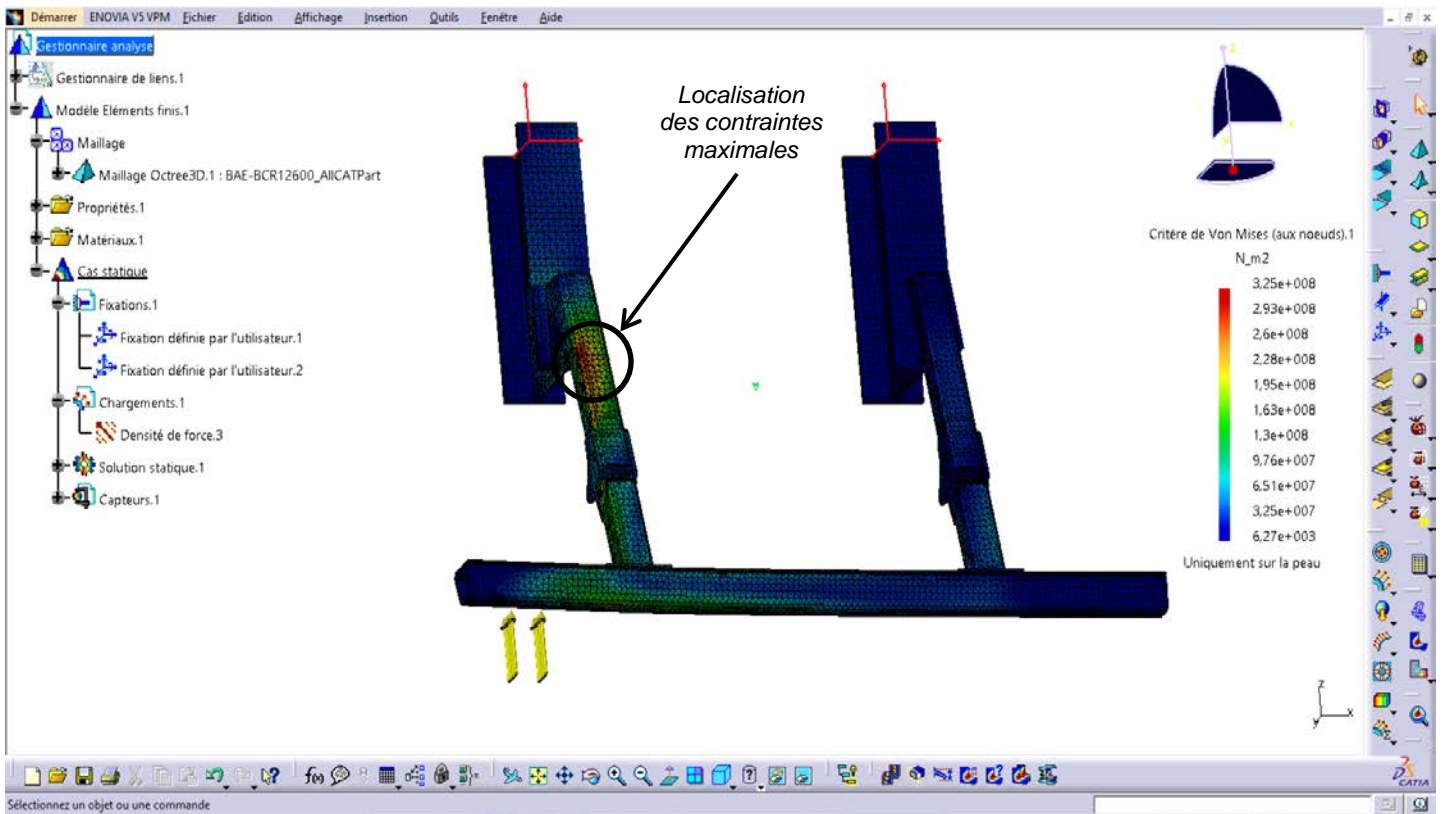 Démarrer ENOVIA V5 VPM Fichier Edition Affichage Insertion Outils Fenêtre Aide
Gestionnaire analyse
Gestionnaire de liens.1
Modèle Eléments finis.1
Maillage
Maillage Octree3D.1 : BAE-BCR12600_AllCATPart
Propriétés.1
Matériaux.1
Cas statique
Fixations.1
Fixation définie par l'utilisateur.1
Fixation définie par l'utilisateur.2
Chargements.1
Densité de force.3
Solution statique.1
Capteurs.1
Localisation
des contraintes
maximales
z
x
y
Critère de Von Mises (aux noeuds).1
N_m2
3,25e+008
2,93e+008
2,6e+008
2,28e+008
1,95e+008
1,63e+008
1,3e+008
9,76e+007
6,51e+007
3,25e+007
6,27e+003
Uniquement sur la peau
z
x
y
f(x)
CATIA
Sélectionnez un objet ou une commande